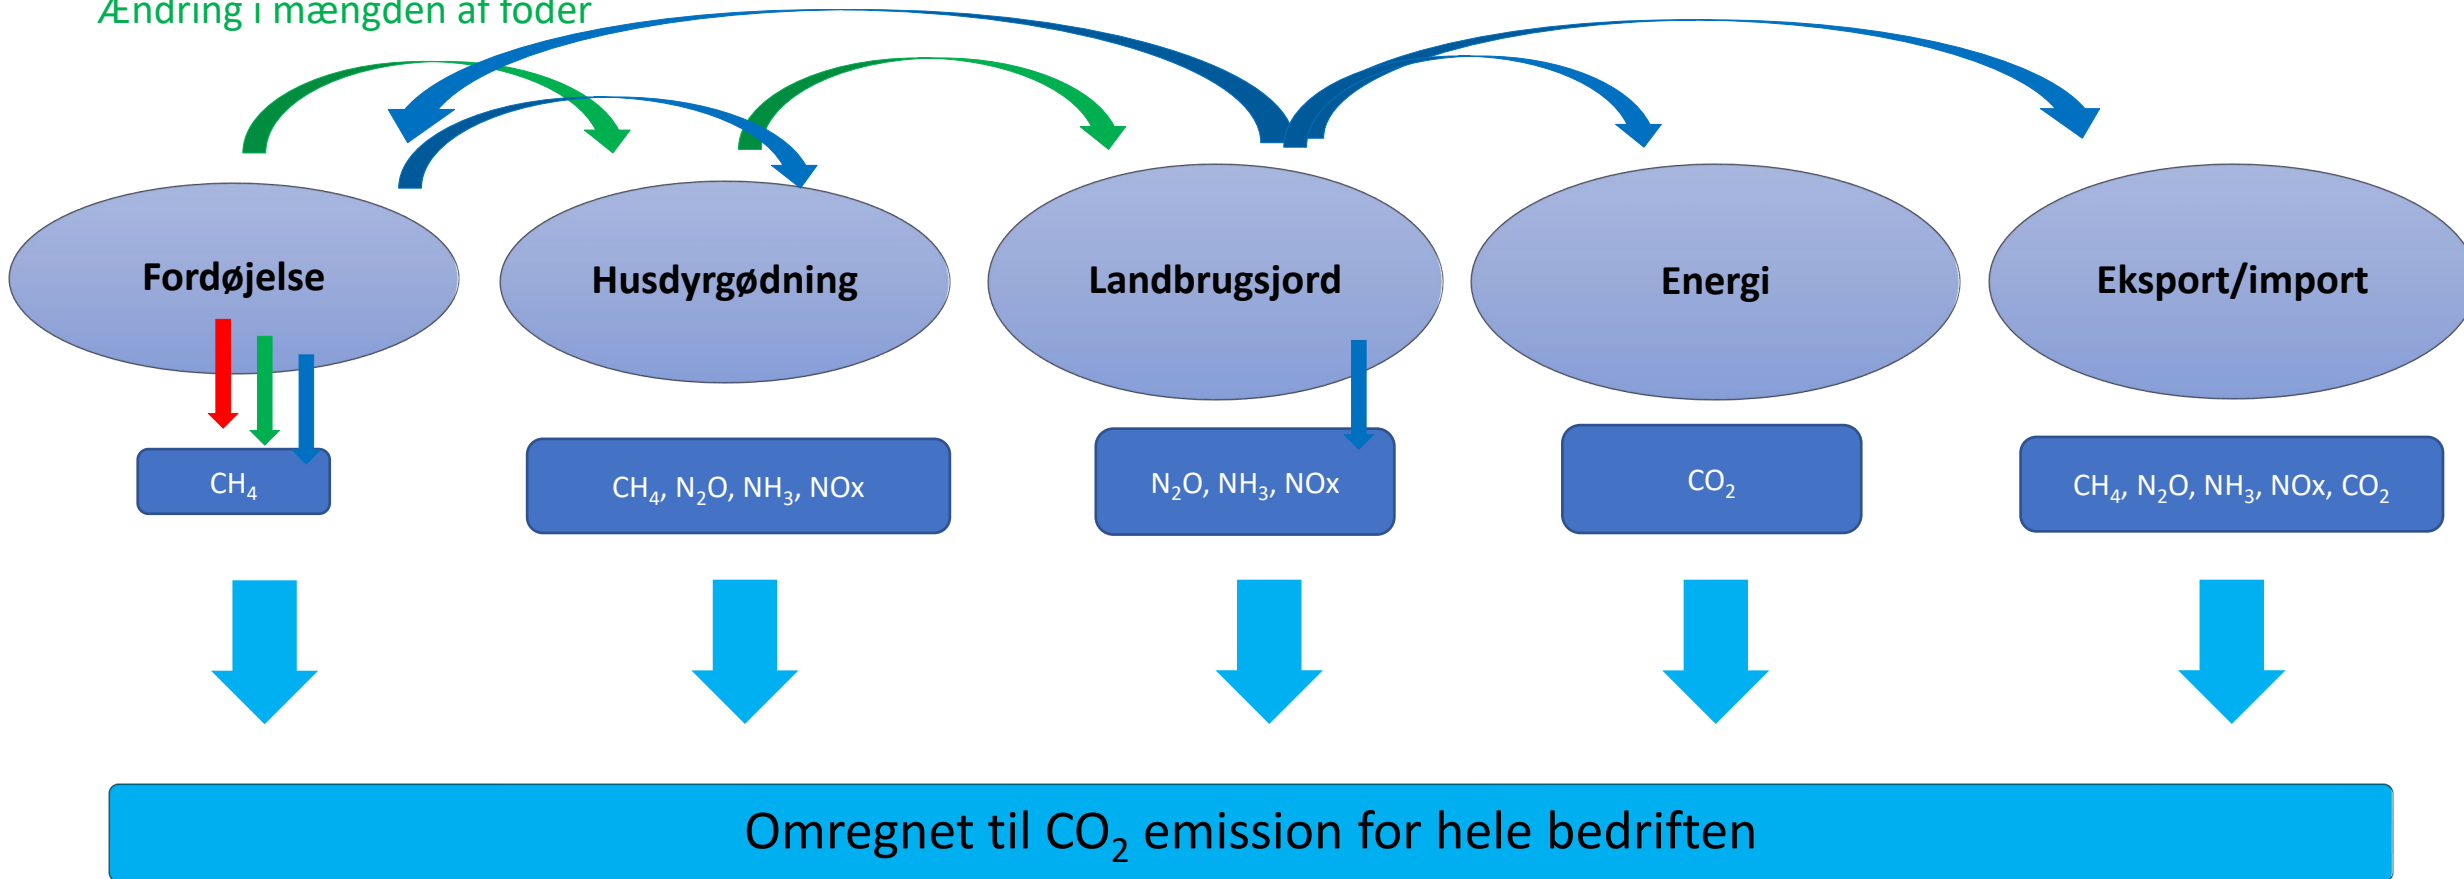 Ændring i mængden af foder
Fordøjelse
Husdyrgødning
Landbrugsjord
Energi
Eksport/import
CH₄
CH₄, N₂O, NH₃, NOx
N₂O, NH₃, NOx
CO₂
CH₄, N₂O, NH₃, NOx, CO₂
Omregnet til CO₂ emission for hele bedriften